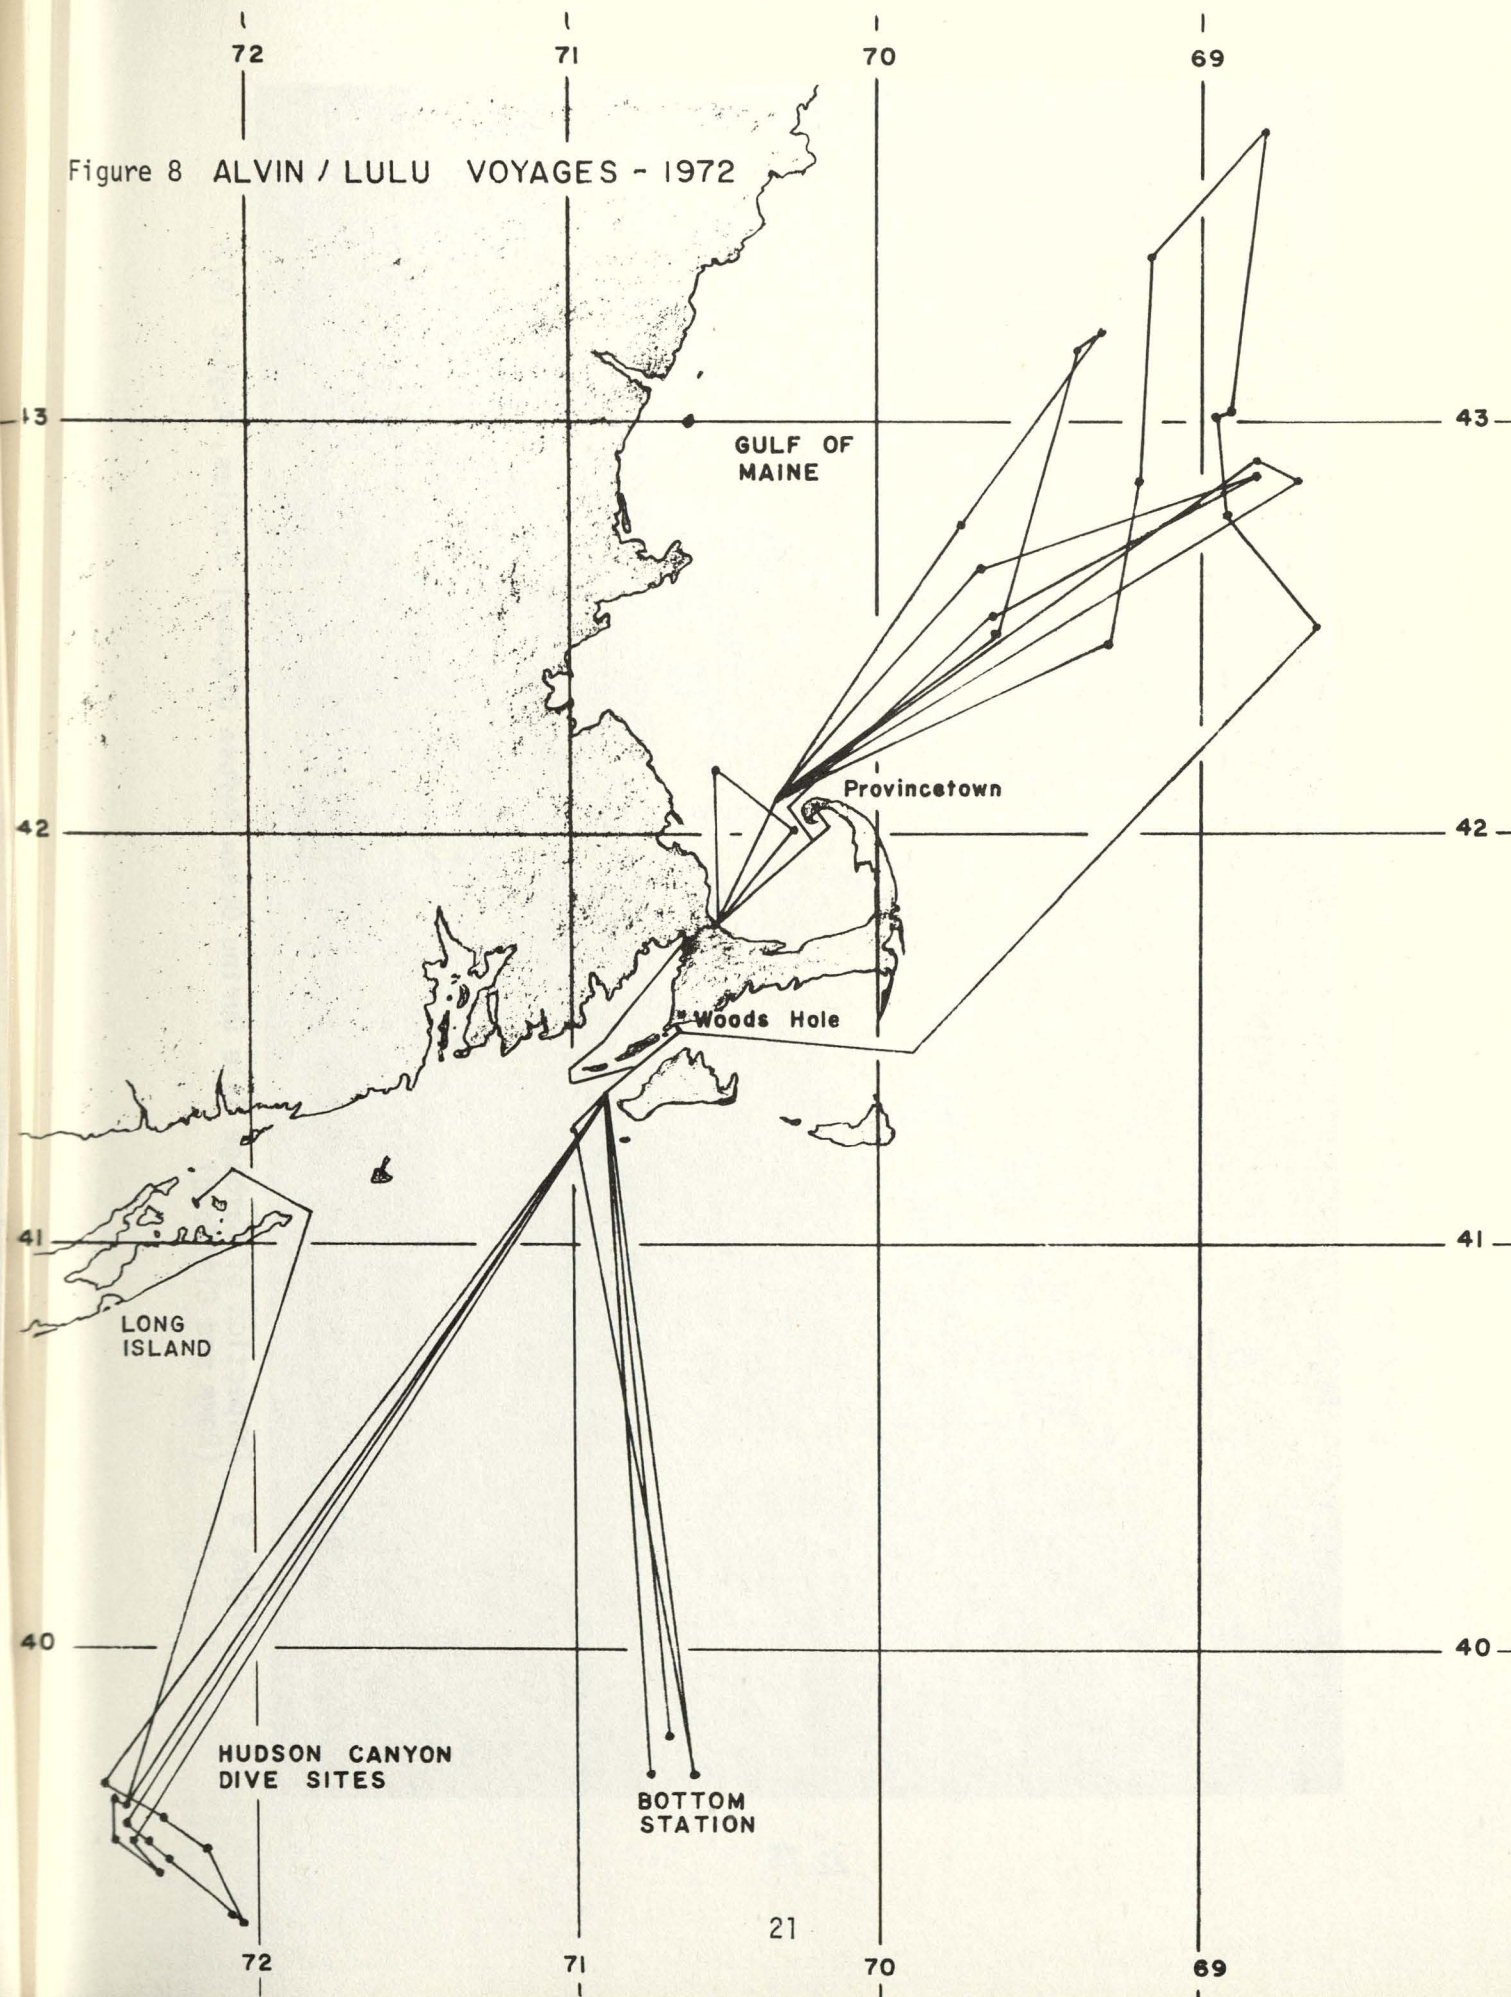 72 71 70 69
Figure 8 ALVIN / LULU VOYAGES - 1972
43 43
GULF OF
MAINE
Provincetown
42 42
Woods Hole
41 41
LONG
ISLAND
40 40
HUDSON CANYON
DIVE SITES
BOTTOM
STATION
21
72 71 70 69